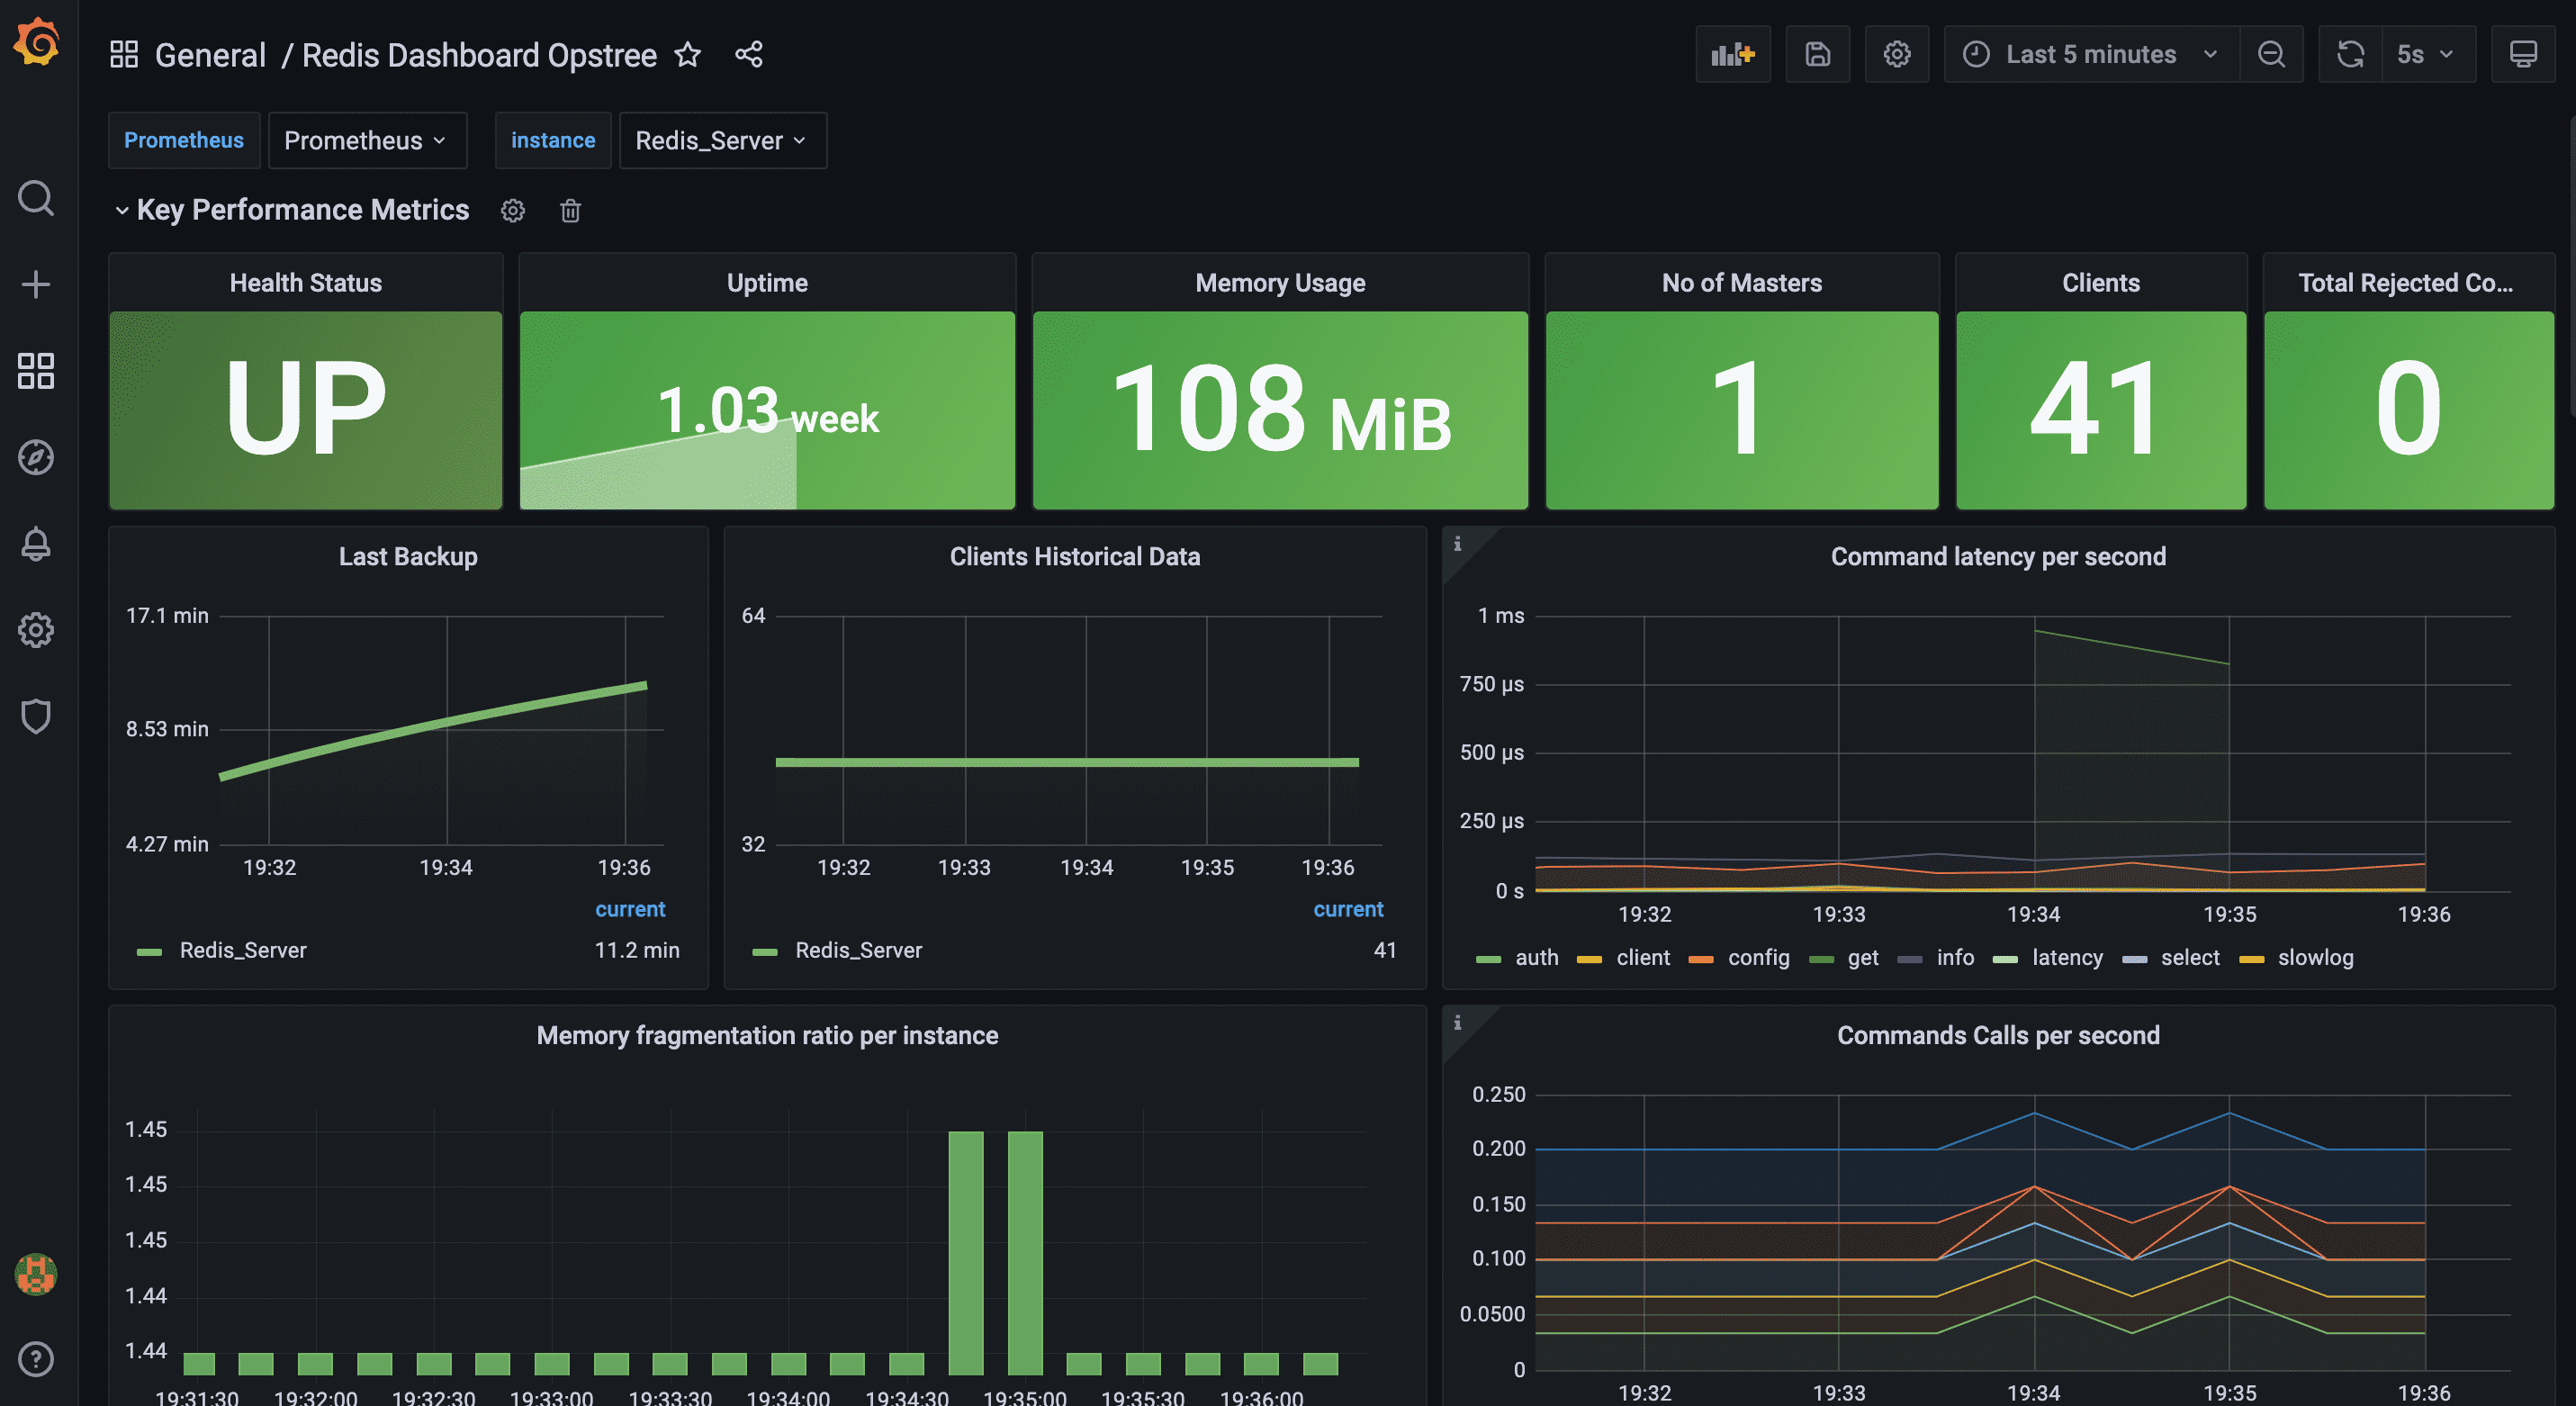 General / Redis Dashboard Opstree
Last 5 minutes
5s
Prometheus Prometheus instance Redis_Server
Key Performance Metrics
Health Status
UP
Uptime
1.03 week
Memory Usage
108 MiB
No of Masters
1
Clients
41
Total Rejected Co...
0
Last Backup
17.1 min
8.53 min
4.27 min
19:32 19:34 19:36
current
Redis_Server 11.2 min
Clients Historical Data
64
32
19:32 19:33 19:34 19:35 19:36
current
Redis_Server 41
i
Command latency per second
1 ms
750 µs
500 µs
250 µs
0 s
19:32 19:33 19:34 19:35 19:36
auth client config get info latency select slowlog
Memory fragmentation ratio per instance
1.45
1.45
1.45
1.44
1.44
19:31:30 19:32:00 19:32:30 19:33:00 19:33:30 19:34:00 19:34:30 19:35:00 19:35:30 19:36:00
i
Commands Calls per second
0.250
0.200
0.150
0.100
0.0500
0
19:32 19:33 19:34 19:35 19:36